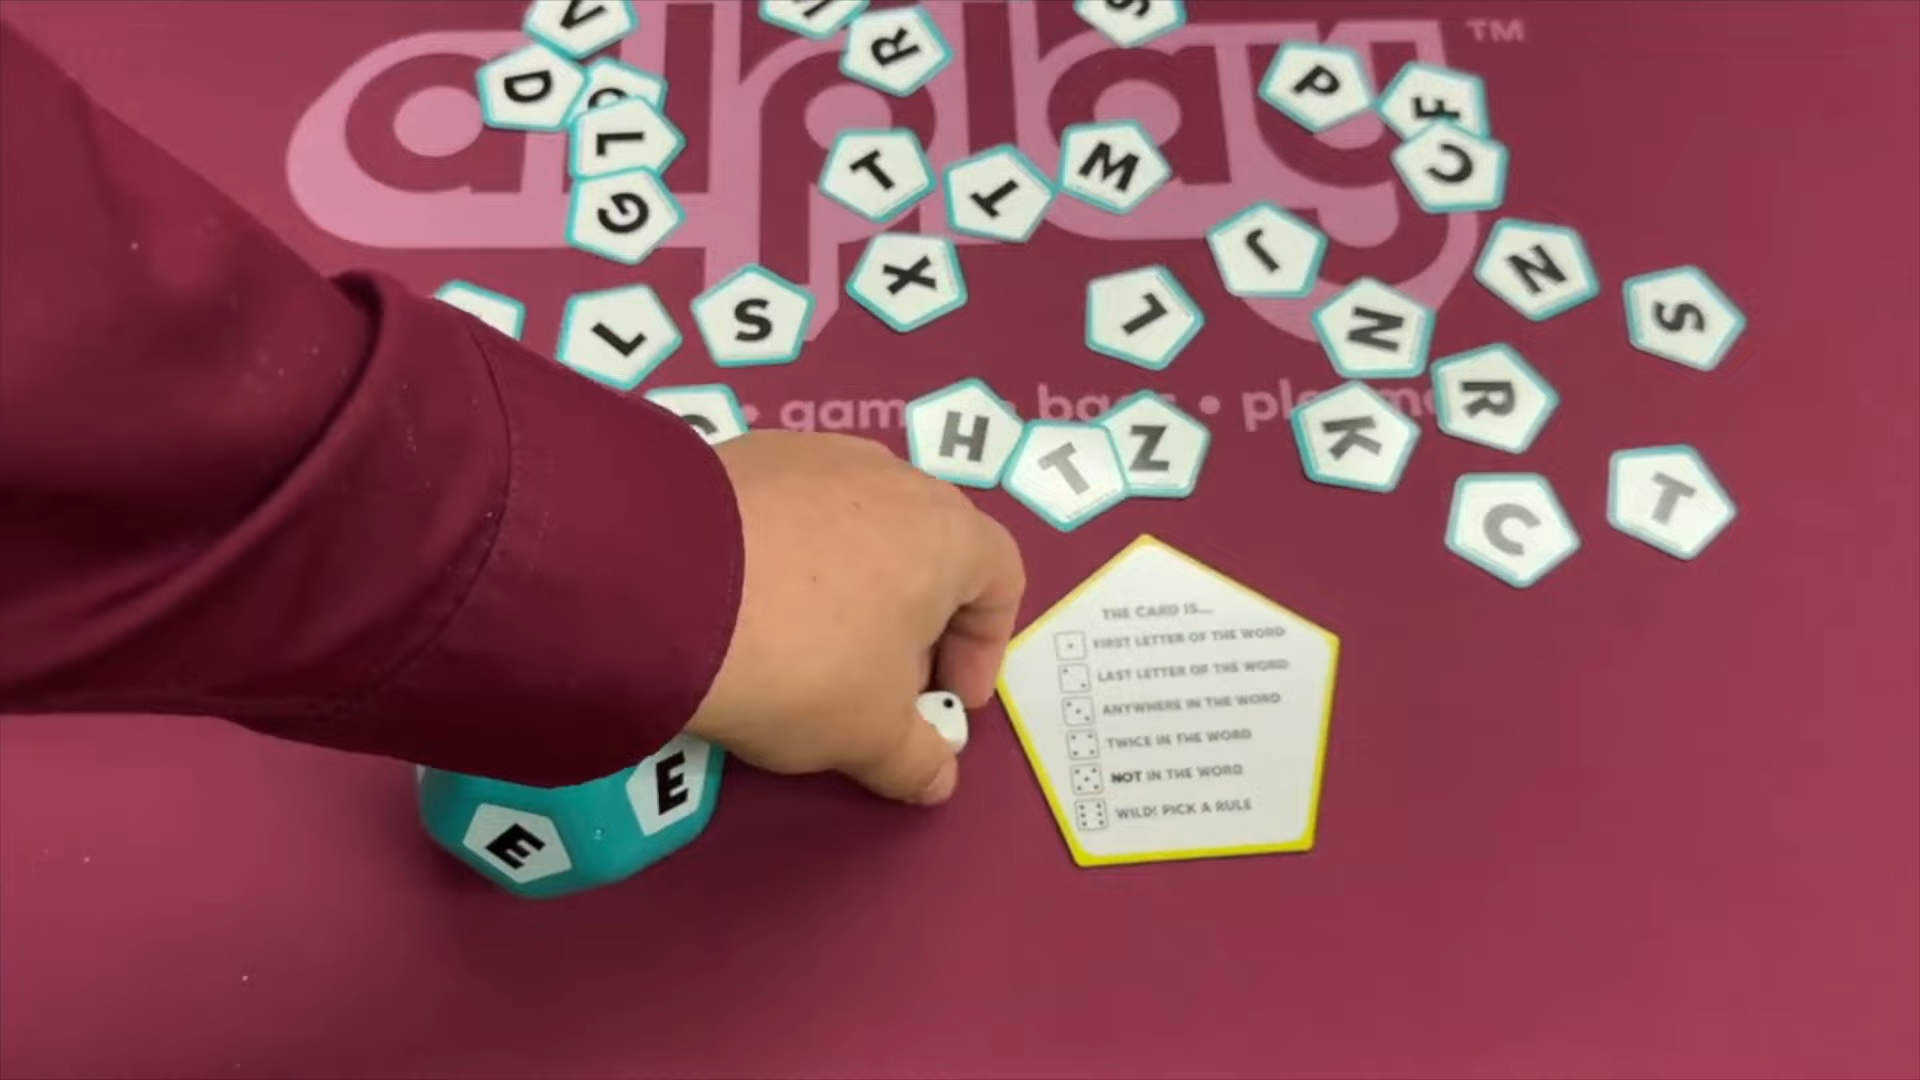 allplay™
V
R
S
D
L
G
T
T
M
P
F
C
X
J
N
S
L
S
L
N
R
H
T
Z
K
C
T
THE CARD IS...
FIRST LETTER OF THE WORD
LAST LETTER OF THE WORD
ANYWHERE IN THE WORD
TWICE IN THE WORD
NOT IN THE WORD
WILD! PICK A RULE
E
E